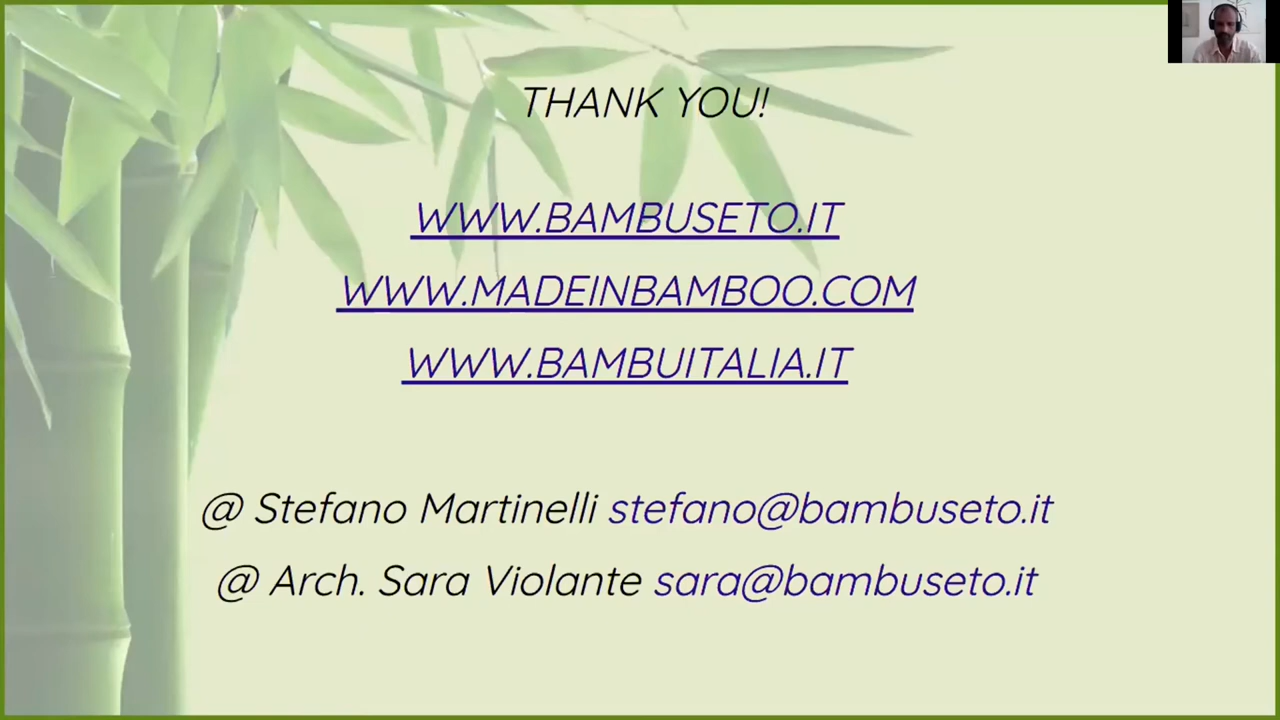 THANK YOU!
WWW.BAMBUSETO.IT
WWW.MADEINBAMBOO.COM
WWW.BAMBUITALIA.IT
@ Stefano Martinelli stefano@bambuseto.it
@ Arch. Sara Violante sara@bambuseto.it